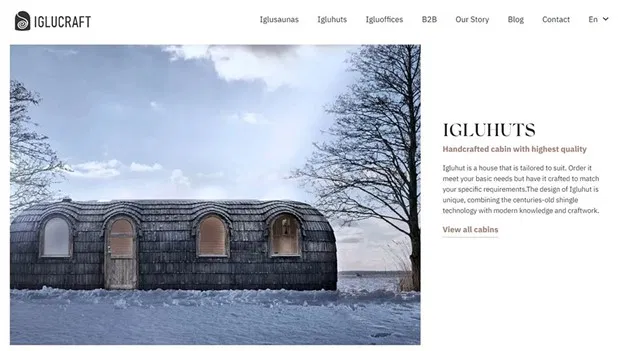 IGLUCRAFT
Iglusaunas Igluhuts Igluoffices B2B Our Story Blog Contact En
IGLUHUTS
Handcrafted cabin with highest quality
Igluhut is a house that is tailored to suit. Order it
meet your basic needs but have it crafted to match
your specific requirements.The design of Igluhut is
unique, combining the centuries-old shingle
technology with modern knowledge and craftwork.
View all cabins